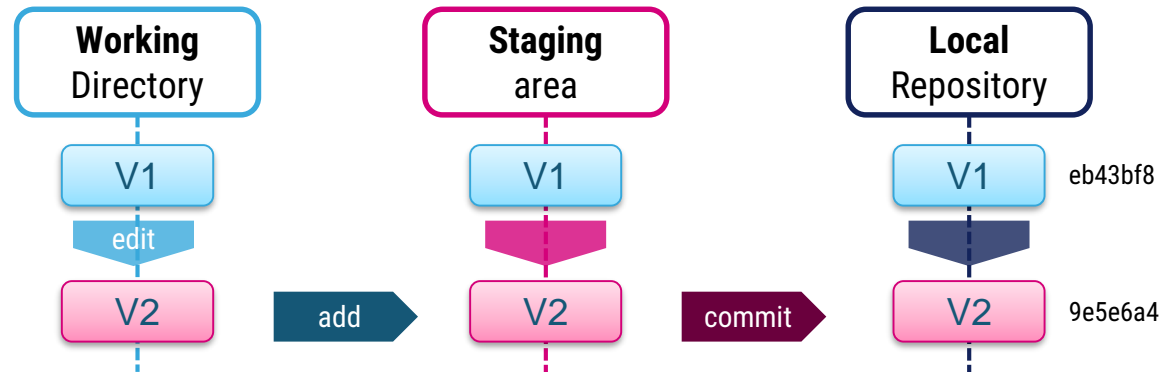 Working
Directory
Staging
area
Local
Repository
V1
V1
V1
eb43bf8
edit
V2
add
V2
commit
V2
9e5e6a4